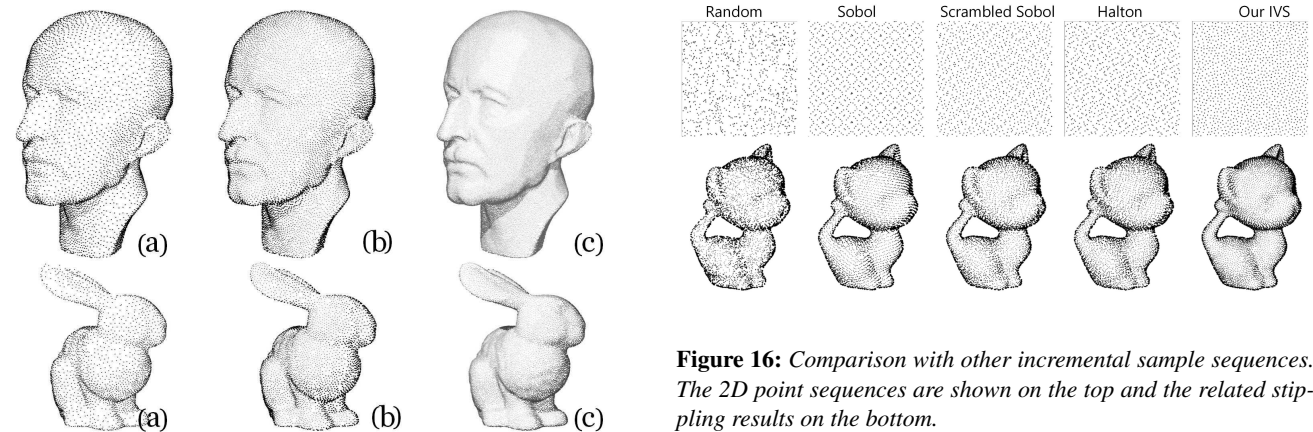 (a) (b) (c)
(a) (b) (c)
Random Sobol Scrambled Sobol Halton Our IVS
Figure 16: Comparison with other incremental sample sequences.
The 2D point sequences are shown on the top and the related stip-
pling results on the bottom.